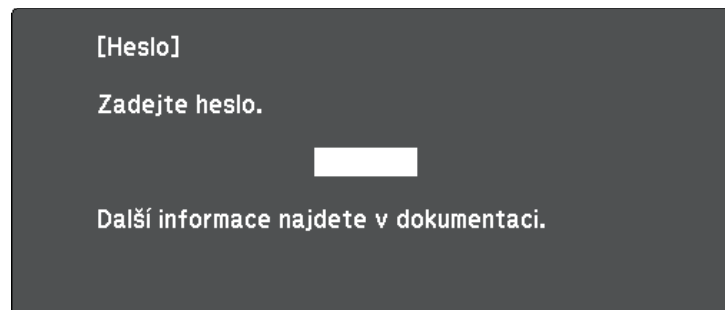 [Heslo]
Zadejte heslo.
Další informace najdete v dokumentaci.